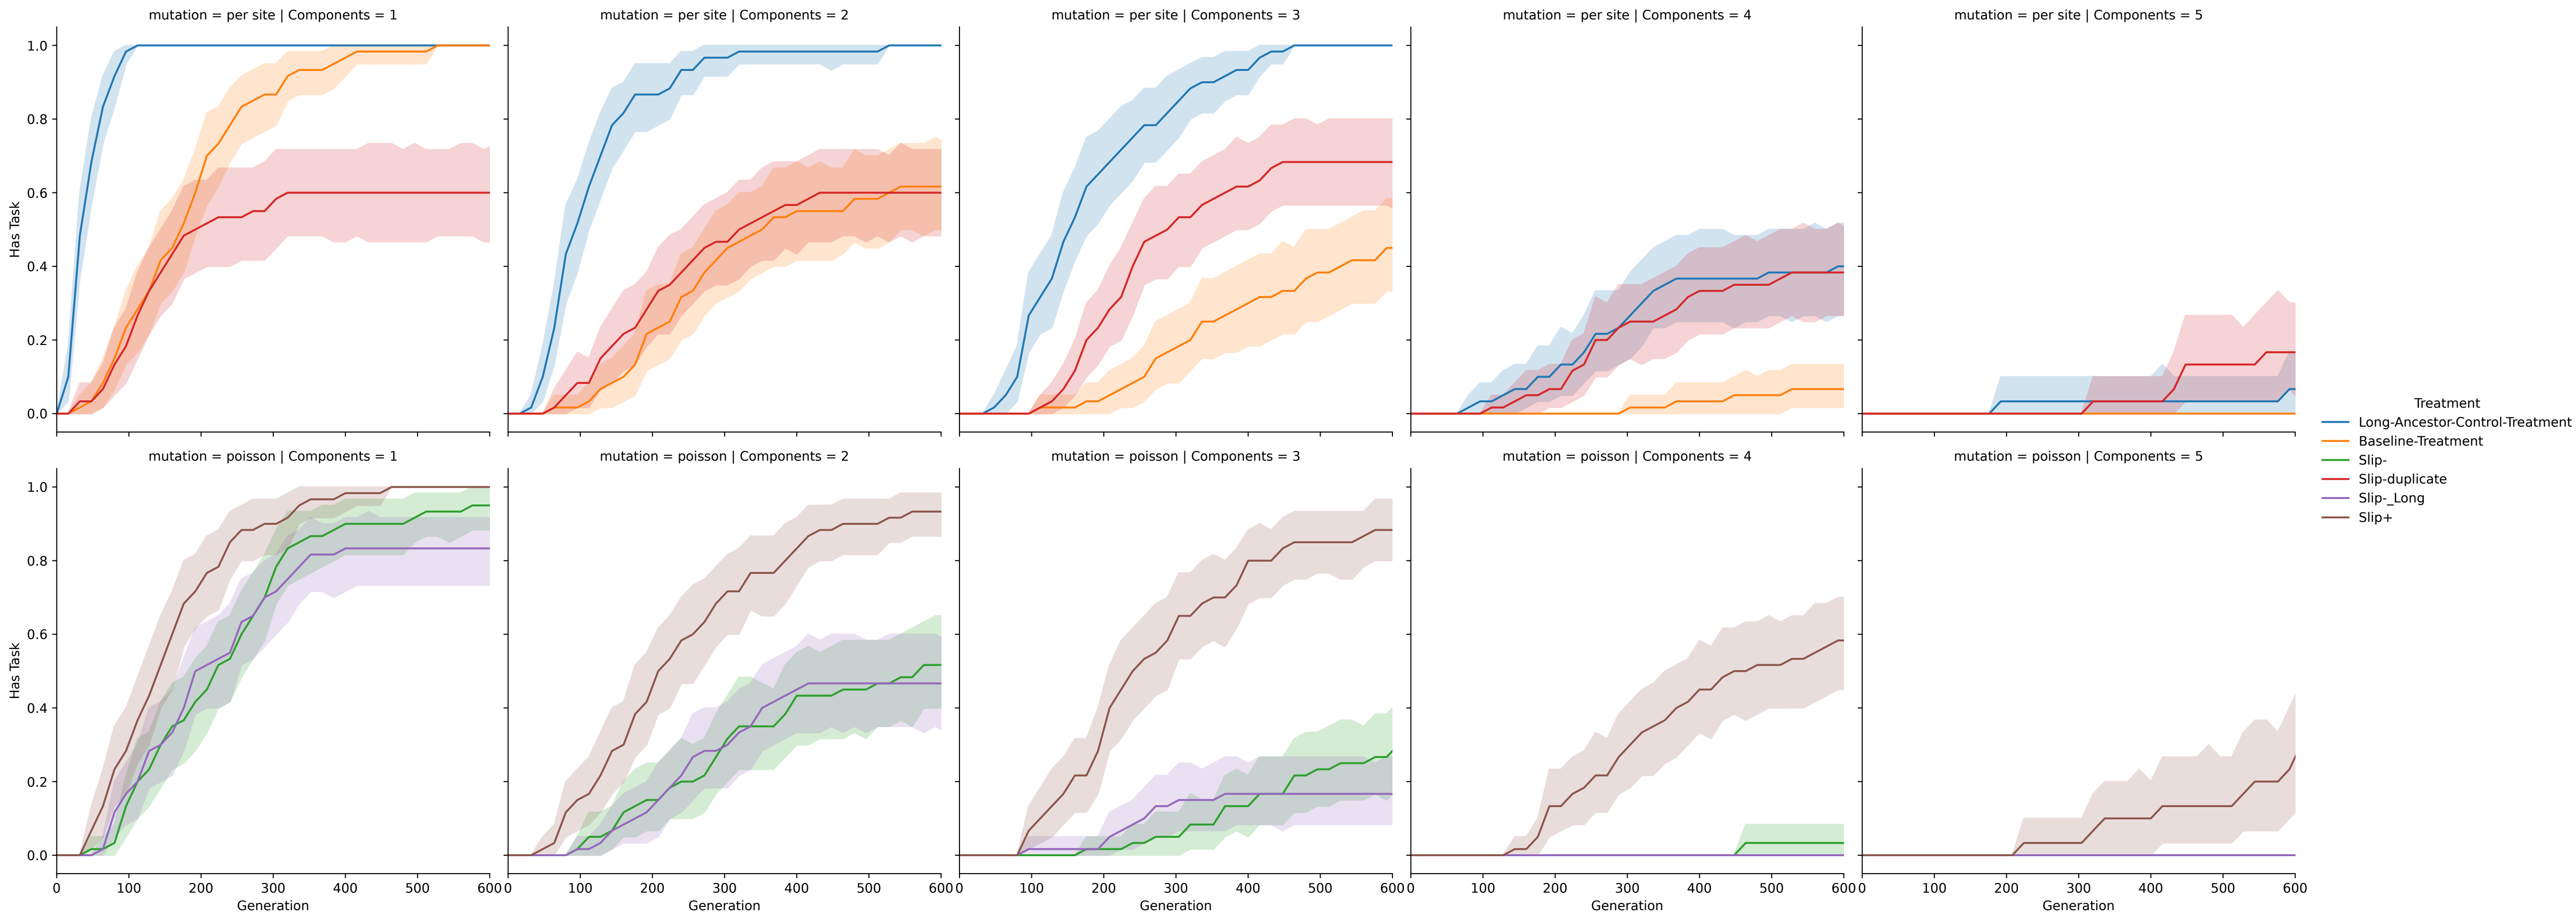 mutation = per site | Components = 1
mutation = per site | Components = 2
mutation = per site | Components = 3
mutation = per site | Components = 4
mutation = per site | Components = 5
1.0
0.8
0.6
0.4
0.2
0.0
Has Task
mutation = poisson | Components = 1
mutation = poisson | Components = 2
mutation = poisson | Components = 3
mutation = poisson | Components = 4
mutation = poisson | Components = 5
1.0
0.8
0.6
0.4
0.2
0.0
Has Task
0 100 200 300 400 500 600
0 100 200 300 400 500 600
0 100 200 300 400 500 600
0 100 200 300 400 500 600
0 100 200 300 400 500 600
Generation
Generation
Generation
Generation
Generation
Treatment
Long-Ancestor-Control-Treatment
Baseline-Treatment
Slip-
Slip-duplicate
Slip-_Long
Slip+